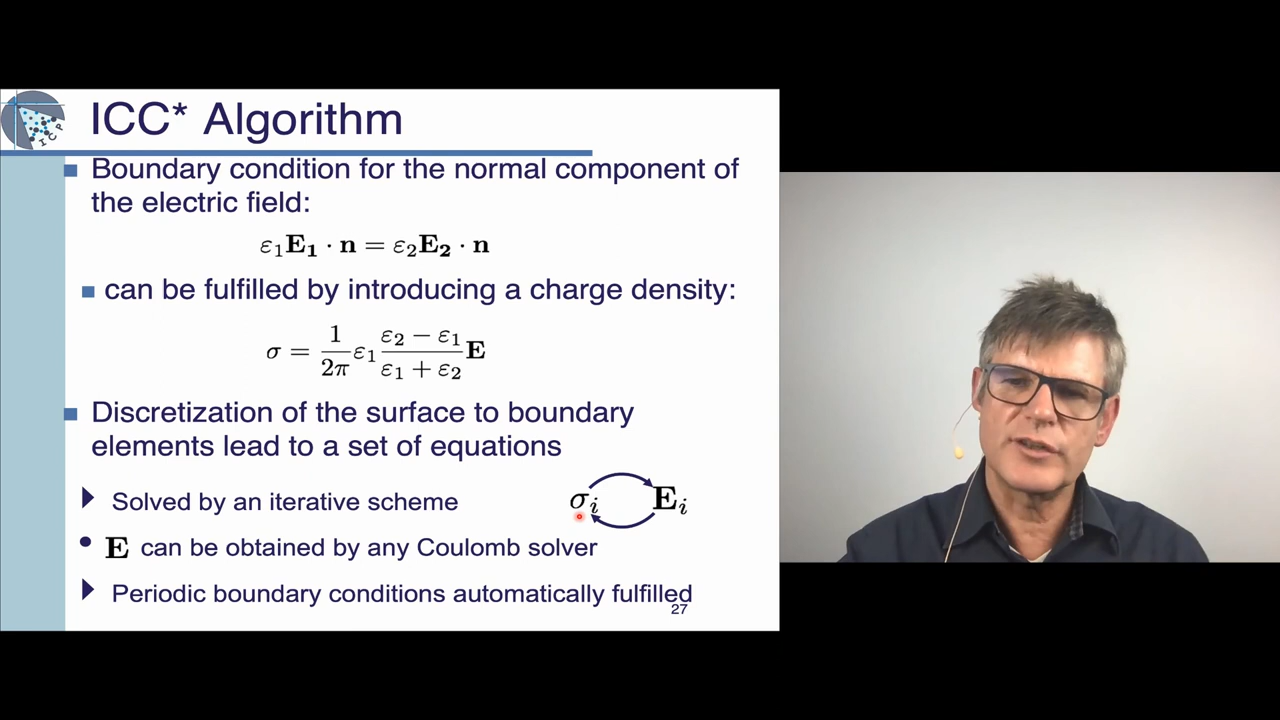 ICP
ICC* Algorithm
Boundary condition for the normal component of
the electric field:
ε₁E₁ · n = ε₂E₂ · n
can be fulfilled by introducing a charge density:
σ = \frac{1}{2π} ε₁ \frac{ε₂ − ε₁}{ε₁ + ε₂} E
Discretization of the surface to boundary
elements lead to a set of equations
Solved by an iterative scheme σᵢ Eᵢ
E can be obtained by any Coulomb solver
Periodic boundary conditions automatically fulfilled
27